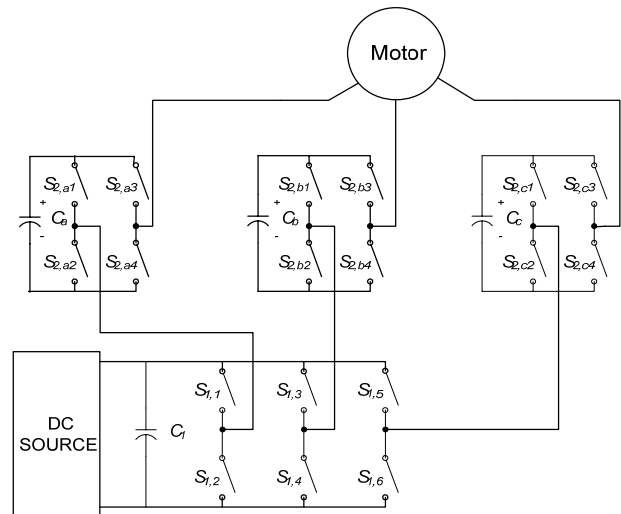 Motor
S2,a1 S2,a3 S2,b1 S2,b3 S2,c1 S2,c3
+ Ca + Cb + Cc
- - -
S2,a2 S2,a4 S2,b2 S2,b4 S2,c2 S2,c4
S1,1 S1,3 S1,5
DC
SOURCE
C1
S1,2 S1,4 S1,6